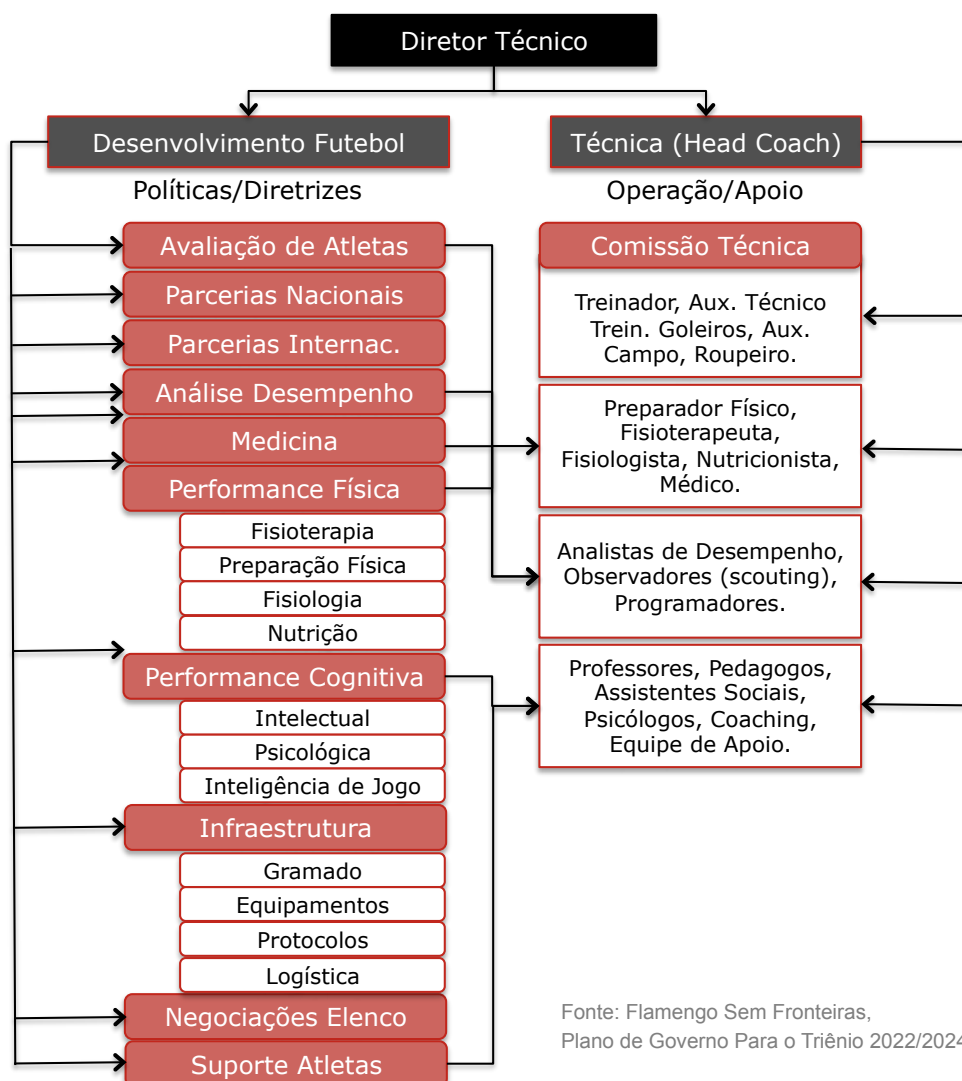 Diretor Técnico
Desenvolvimento Futebol
Técnica (Head Coach)
Políticas/Diretrizes
Operação/Apoio
Avaliação de Atletas
Parcerias Nacionais
Parcerias Internac.
Análise Desempenho
Medicina
Performance Física
Fisioterapia
Preparação Física
Fisiologia
Nutrição
Performance Cognitiva
Intelectual
Psicológica
Inteligência de Jogo
Infraestrutura
Gramado
Equipamentos
Protocolos
Logística
Negociações Elenco
Suporte Atletas
Comissão Técnica
Treinador, Aux. Técnico
Trein. Goleiros, Aux.
Campo, Roupeiro.
Preparador Físico,
Fisioterapeuta,
Fisiologista, Nutricionista,
Médico.
Analistas de Desempenho,
Observadores (scouting),
Programadores.
Professores, Pedagogos,
Assistentes Sociais,
Psicólogos, Coaching,
Equipe de Apoio.
Fonte: Flamengo Sem Fronteiras,
Plano de Governo Para o Triênio 2022/2024